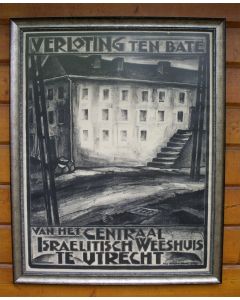 VERLOTING TEN BATE
VAN HET CENTRAAL
ISRAELITISCH WEESHUIS
TE UTRECHT